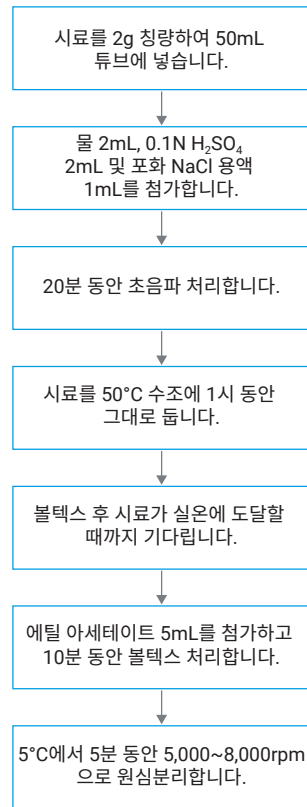 시료를 2g 칭량하여 50mL
튜브에 넣습니다.
물 2mL, 0.1N H₂SO₄
2mL 및 포화 NaCl 용액
1mL를 첨가합니다.
20분 동안 초음파 처리합니다.
시료를 50°C 수조에 1시 동안
그대로 둡니다.
볼텍스 후 시료가 실온에 도달할
때까지 기다립니다.
에틸 아세테이트 5mL를 첨가하고
10분 동안 볼텍스 처리합니다.
5°C에서 5분 동안 5,000~8,000rpm
으로 원심분리합니다.